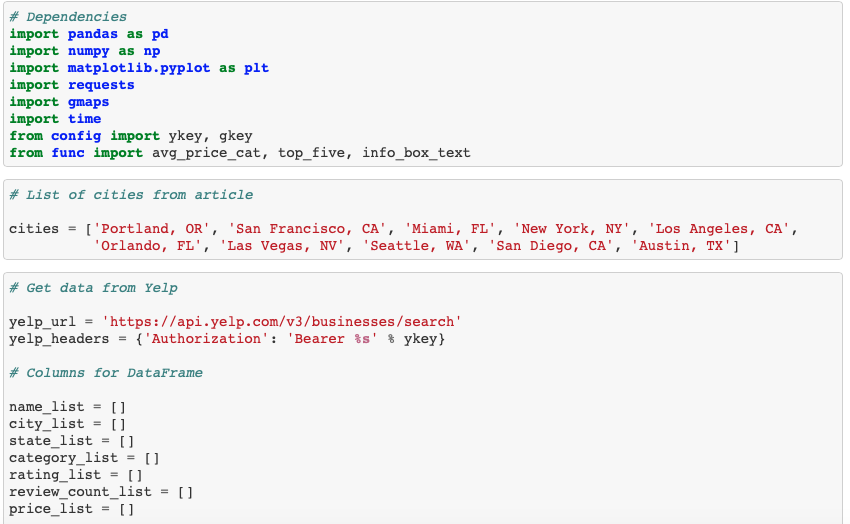 # Dependencies
import pandas as pd
import numpy as np
import matplotlib.pyplot as plt
import requests
import gmaps
import time
from config import ykey, gkey
from func import avg_price_cat, top_five, info_box_text
# List of cities from article
cities = ['Portland, OR', 'San Francisco, CA', 'Miami, FL', 'New York, NY', 'Los Angeles, CA',
'Orlando, FL', 'Las Vegas, NV', 'Seattle, WA', 'San Diego, CA', 'Austin, TX']
# Get data from Yelp
yelp_url = 'https://api.yelp.com/v3/businesses/search'
yelp_headers = {'Authorization': 'Bearer %s' % ykey}
# Columns for DataFrame
name_list = []
city_list = []
state_list = []
category_list = []
rating_list = []
review_count_list = []
price_list = []